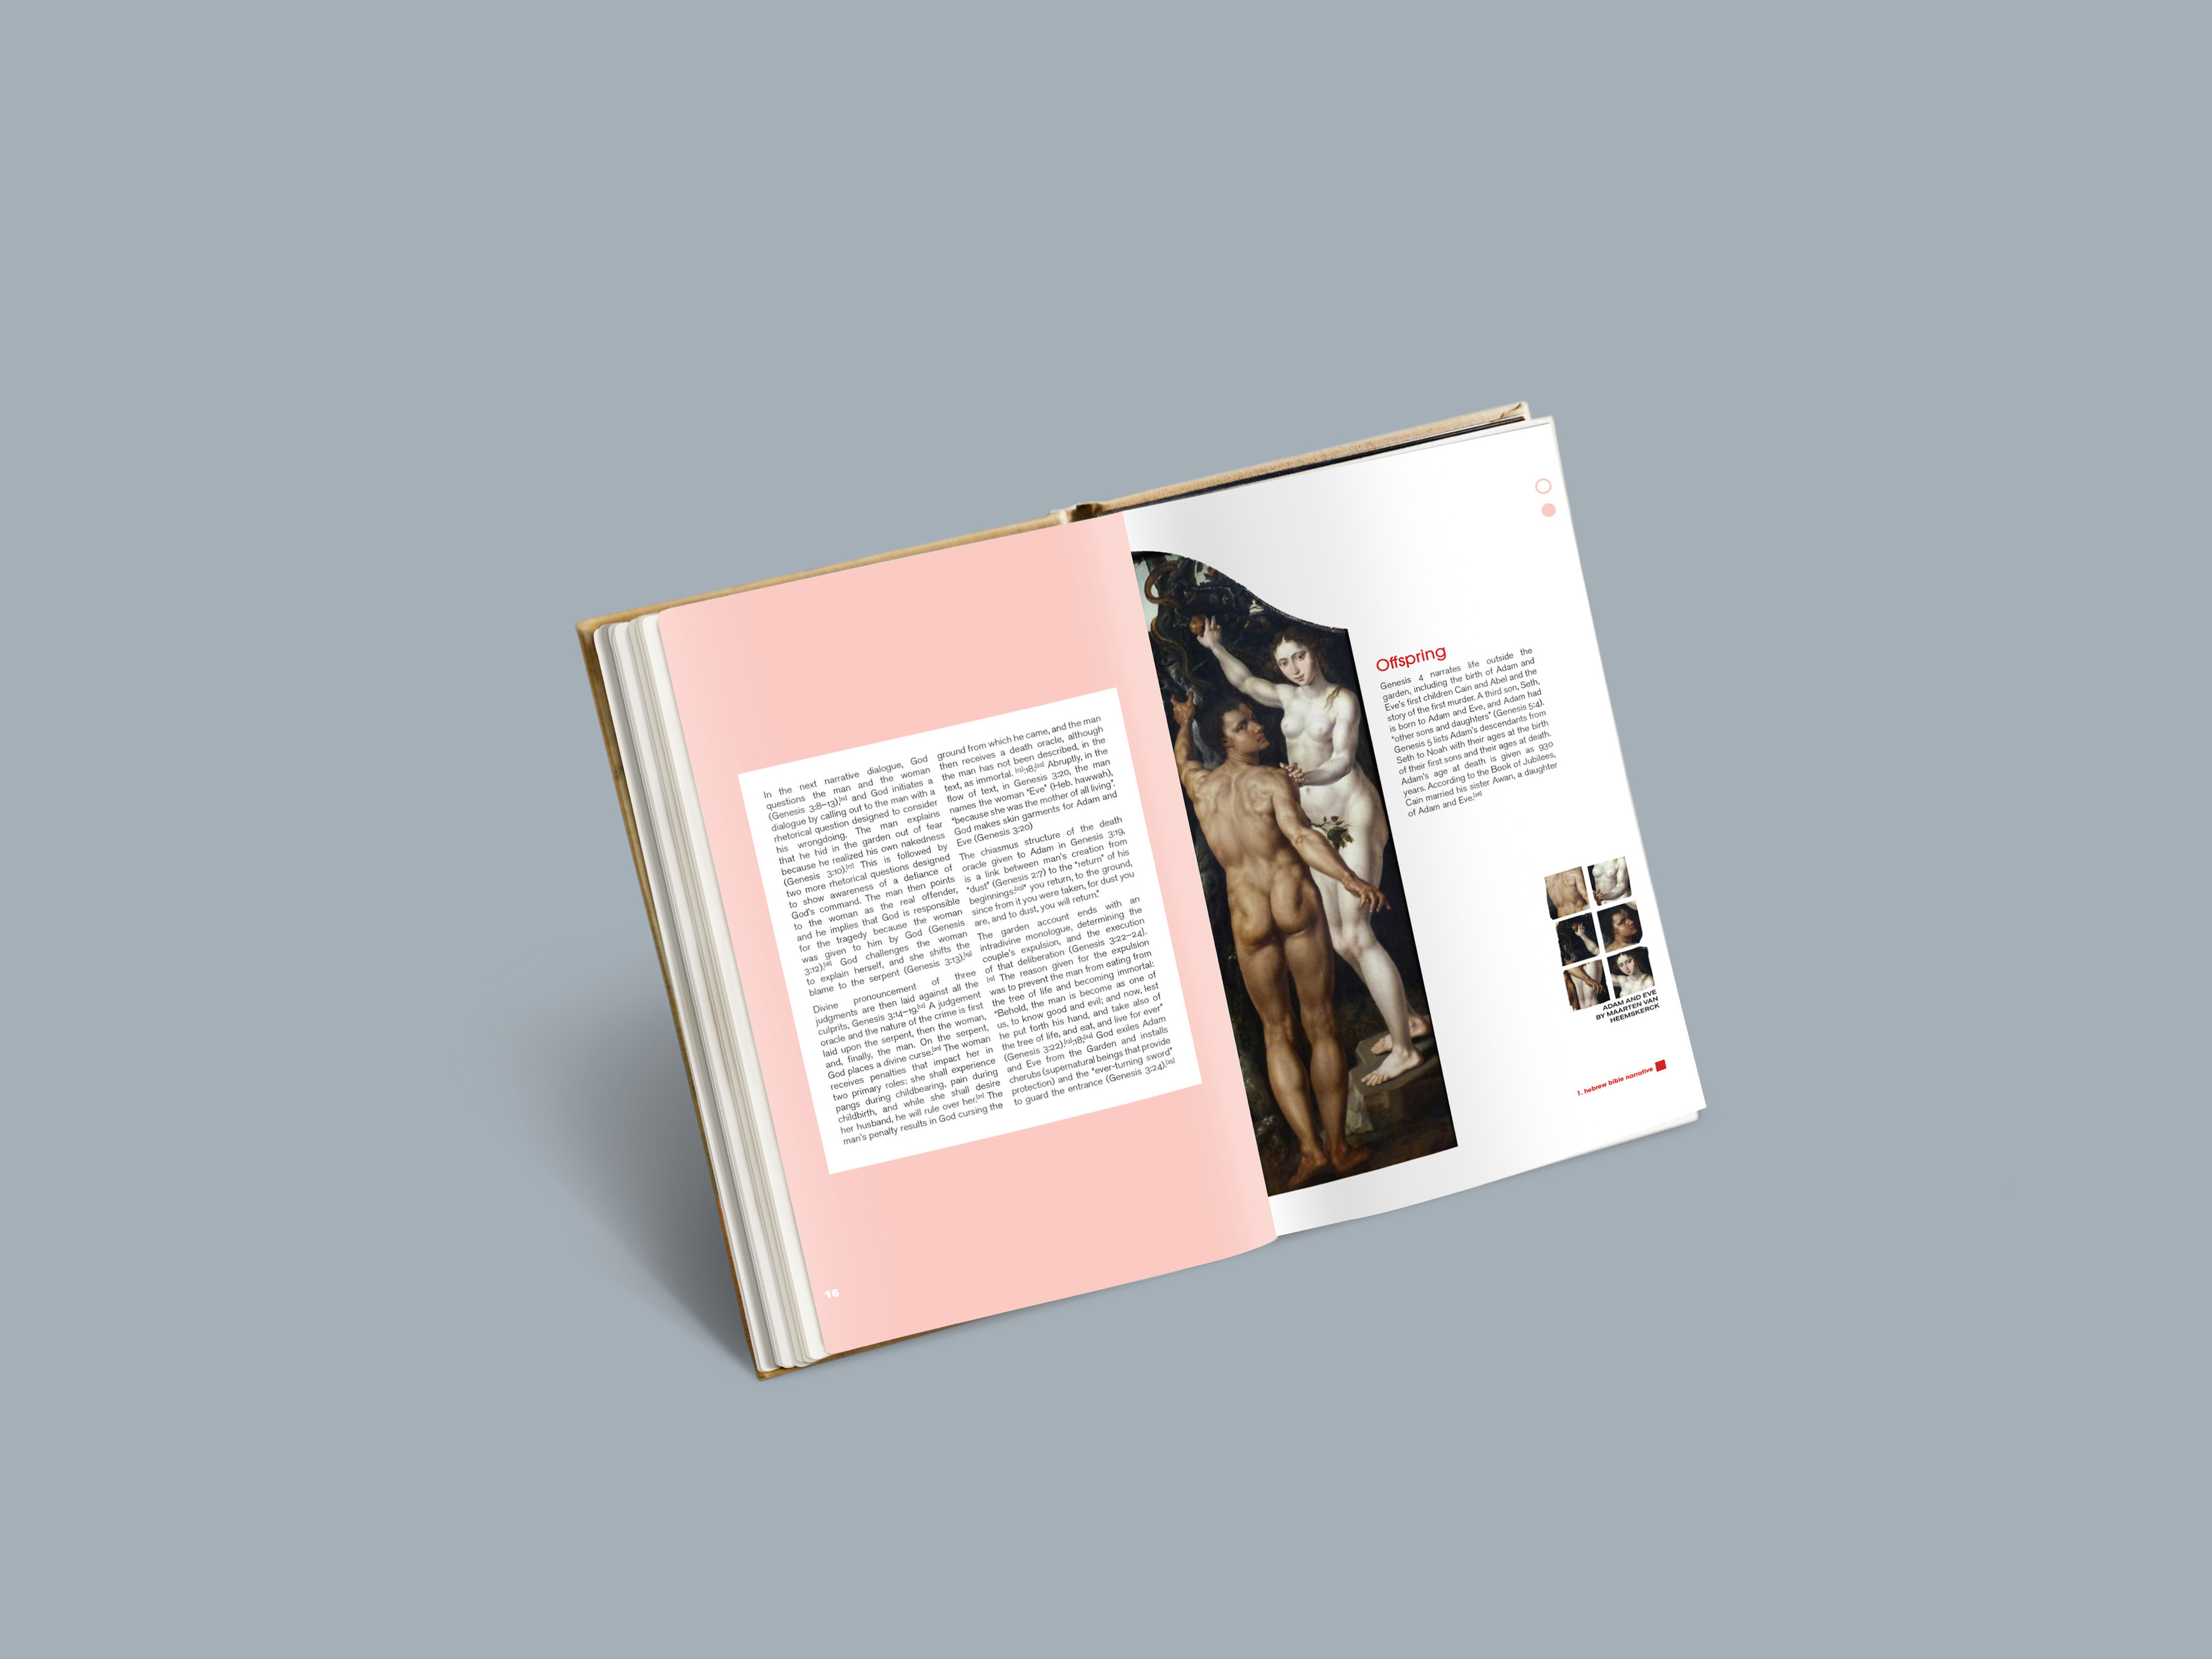 In the next narrative dialogue, God
questions the man and the woman
(Genesis 3:8–13),[10] and God initiates a
dialogue by calling out to the man with a
rhetorical question designed to consider
his wrongdoing. The man explains
that he hid in the garden out of fear
because he realized his own nakedness
(Genesis 3:10).[17] This is followed by
two more rhetorical questions designed
to show awareness of a defiance of
God's command. The man then points
to the woman as the real offender,
and he implies that God is responsible
for the tragedy because the woman
was given to him by God (Genesis
3:12).[18] God challenges the woman
to explain herself, and she shifts the
blame to the serpent (Genesis 3:13).[19]
Divine pronouncement of three
judgments are then laid against all the
culprits, Genesis 3:14–19.[10] A judgement
oracle and the nature of the crime is first
laid upon the serpent, then the woman,
and, finally, the man. On the serpent,
God places a divine curse.[20] The woman
receives penalties that impact her in
two primary roles: she shall experience
pangs during childbearing, pain during
childbirth, and while she shall desire
her husband, he will rule over her.[21] The
man's penalty results in God cursing the
ground from which he came, and the man
then receives a death oracle, although
the man has not been described, in the
text, as immortal. Abruptly, in the
flow of text, in Genesis 3:20, the man
names the woman "Eve" (Heb. hawwah),
"because she was the mother of all living".
God makes skin garments for Adam and
Eve (Genesis 3:20)
The chiasmus structure of the death
oracle given to Adam in Genesis 3:19,
is a link between man's creation from
"dust" (Genesis 2:7) to the "return" of his
beginnings:" you return, to the ground,
since from it you were taken, for dust you
are, and to dust, you will return."
The garden account ends with an
intradivine monologue, determining the
couple's expulsion, and the execution
of that deliberation (Genesis 3:22–24).
The reason given for the expulsion
was to prevent the man from eating from
the tree of life and becoming immortal:
"Behold, the man is become as one of
us, to know good and evil; and now, lest
he put forth his hand, and take also of
the tree of life, and eat, and live for ever"
(Genesis 3:22). God exiles Adam
and Eve from the Garden and installs
cherubs (supernatural beings that provide
protection) and the "ever-turning sword"
to guard the entrance (Genesis 3:24).
16
Offspring
Genesis 4 narrates life outside the
garden, including the birth of Adam and
Eve's first children Cain and Abel and the
story of the first murder. A third son, Seth,
is born to Adam and Eve, and Adam had
"other sons and daughters" (Genesis 5:4).
Genesis 5 lists Adam's descendants from
Seth to Noah with their ages at the birth
of their first sons and their ages at death.
Adam's age at death is given as 930
years. According to the Book of Jubilees,
Cain married his sister Awan, a daughter
of Adam and Eve.
ADAM AND EVE
BY MAARTEN VAN
HEEMSKERCK
1. hebrew bible narrative